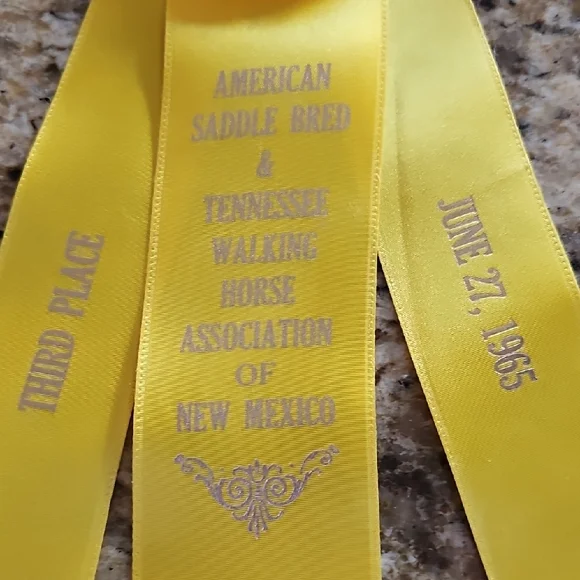 THIRD PLACE
AMERICAN
SADDLE BRED
&
TENNESSEE
WALKING
HORSE
ASSOCIATION
OF
NEW MEXICO
JUNE 27, 1965